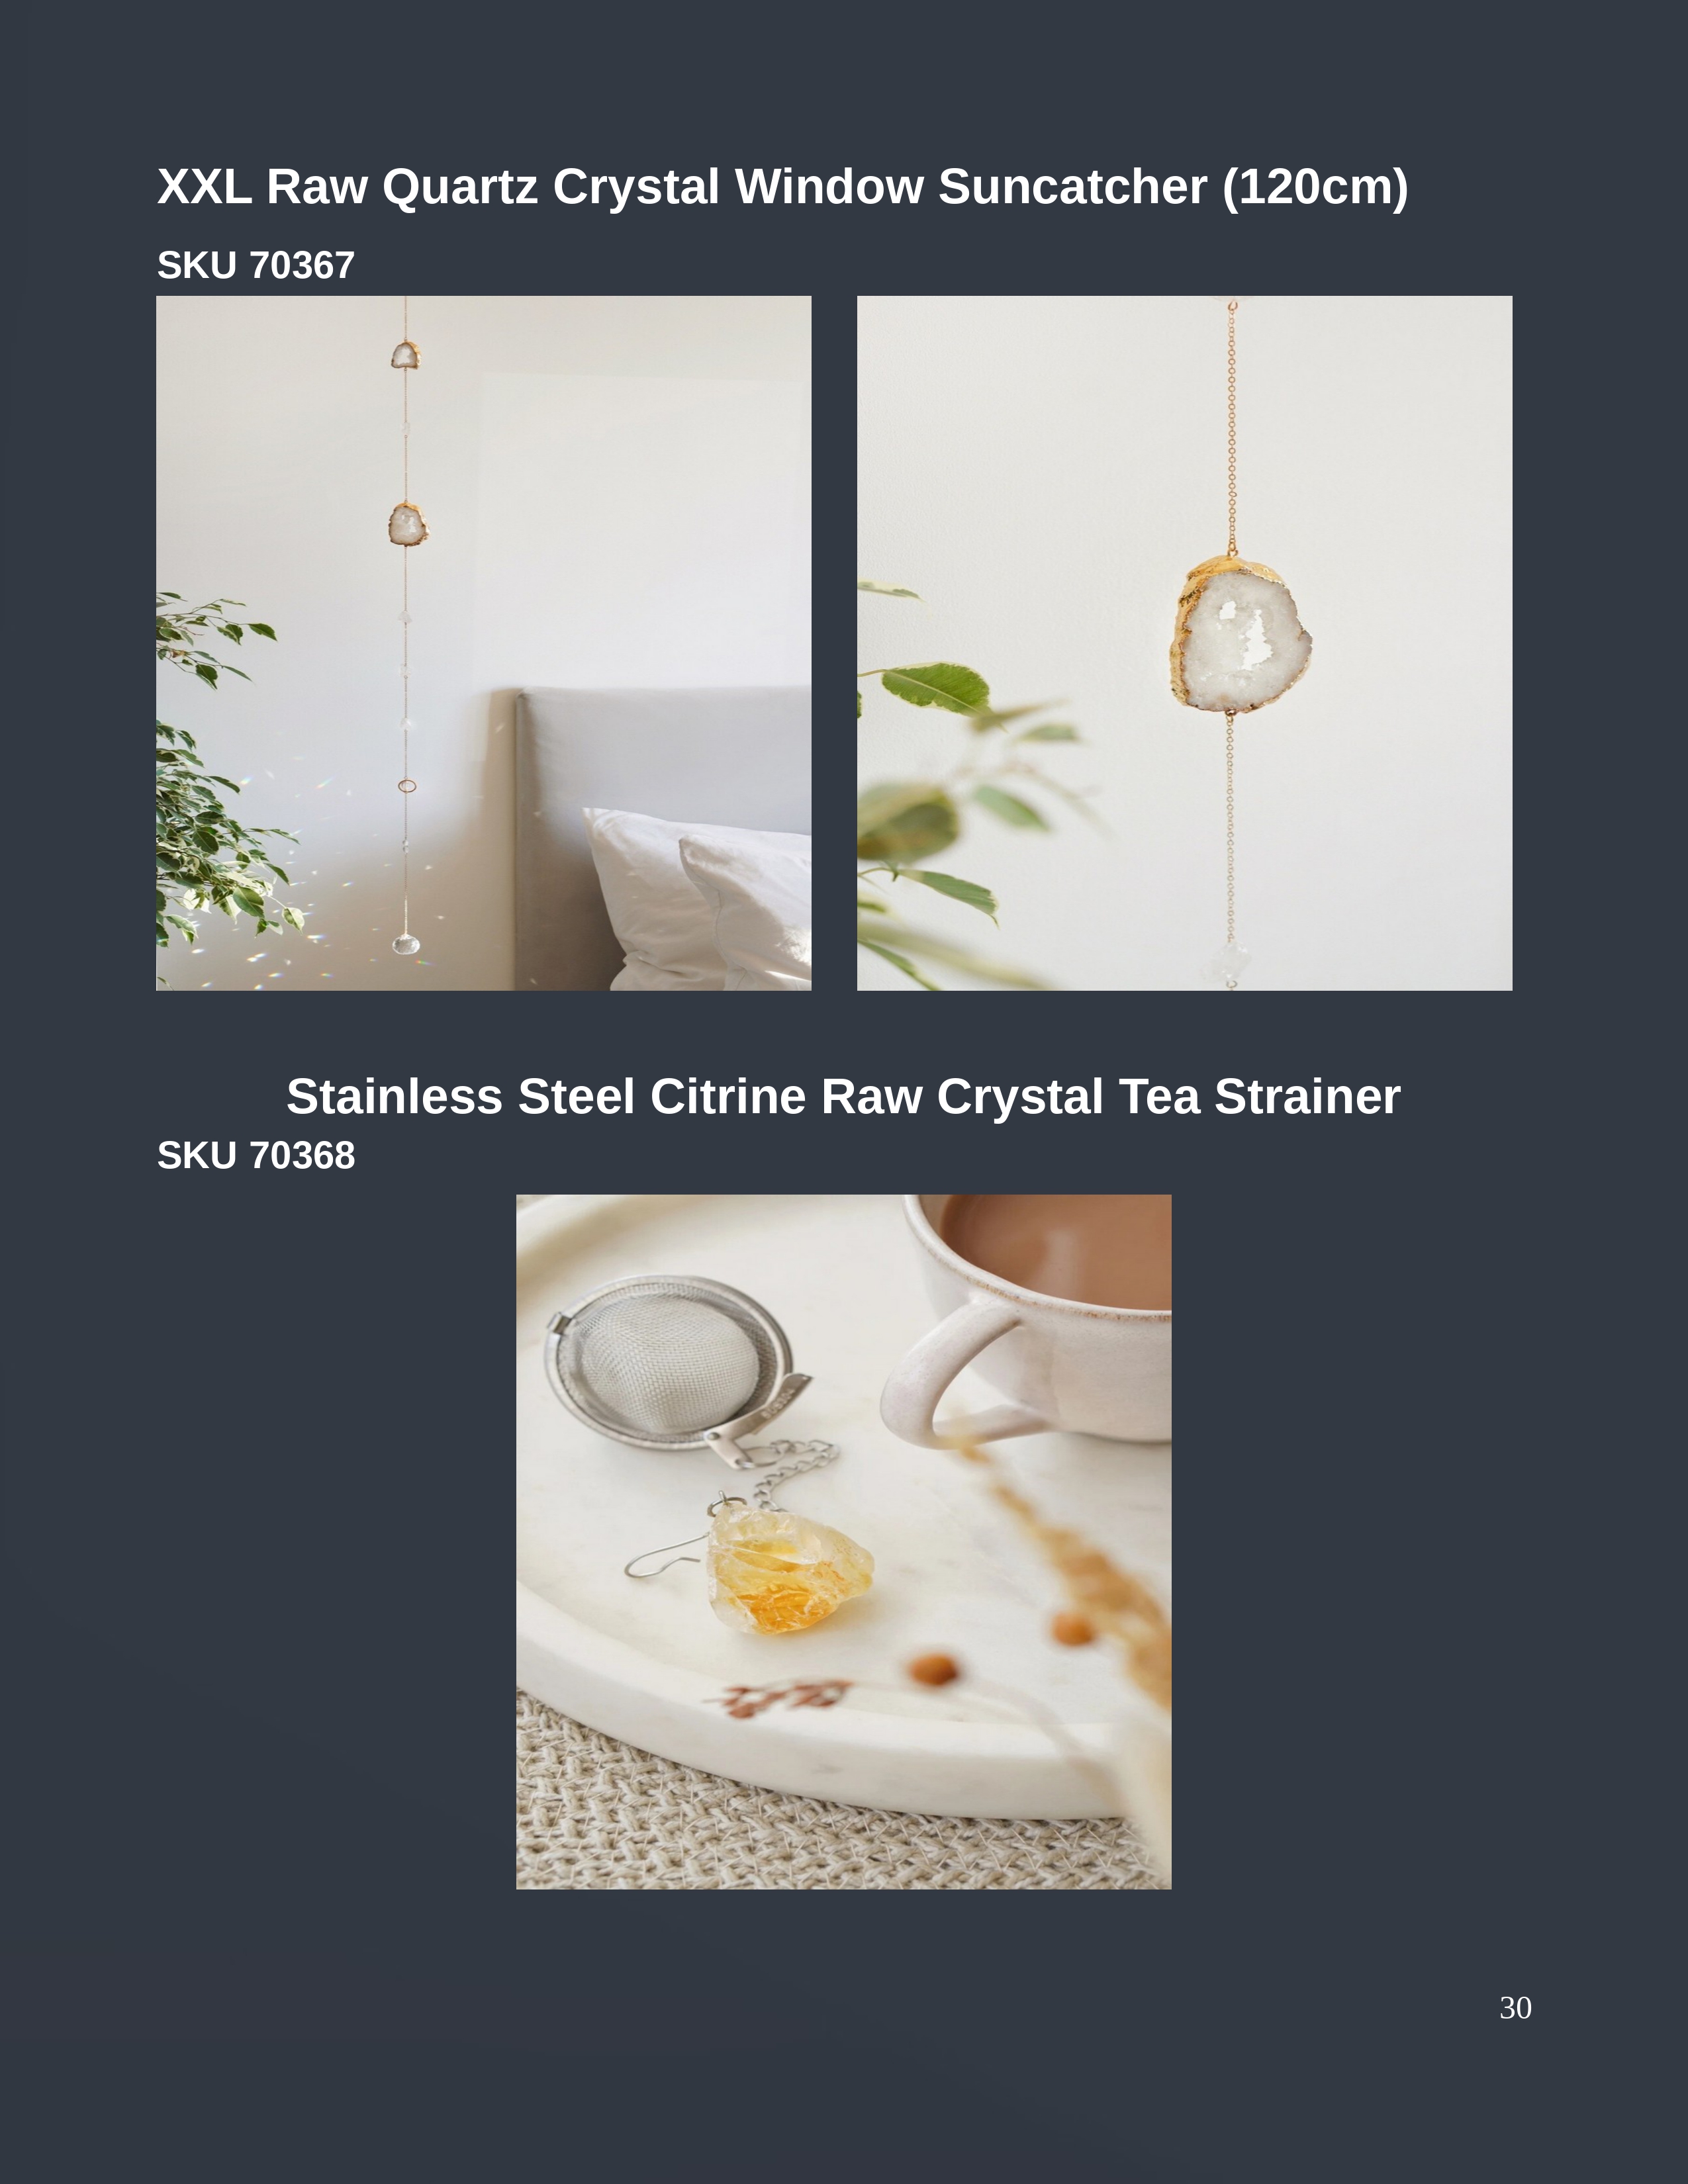 XXL Raw Quartz Crystal Window Suncatcher (120cm)
SKU 70367
Stainless Steel Citrine Raw Crystal Tea Strainer
SKU 70368
30